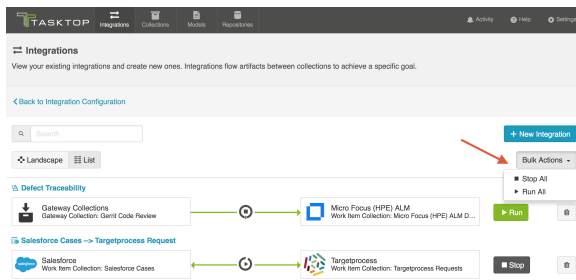 TASKTOP
Integrations
Collections
Models
Repositories
Activity
Help
Settings
Integrations
View your existing integrations and create new ones. Integrations flow artifacts between collections to achieve a specific goal.
Back to Integration Configuration
Search
+ New Integration
Landscape
List
Bulk Actions
Stop All
Run All
Defect Traceability
Gateway Collections
Gateway Collection: Gerrit Code Review
Micro Focus (HPE) ALM
Work Item Collection: Micro Focus (HPE) ALM D...
Run
Salesforce Cases --> Targetprocess Request
salesforce
Salesforce
Work Item Collection: Salesforce Cases
Targetprocess
Work Item Collection: Targetprocess Requests
Stop